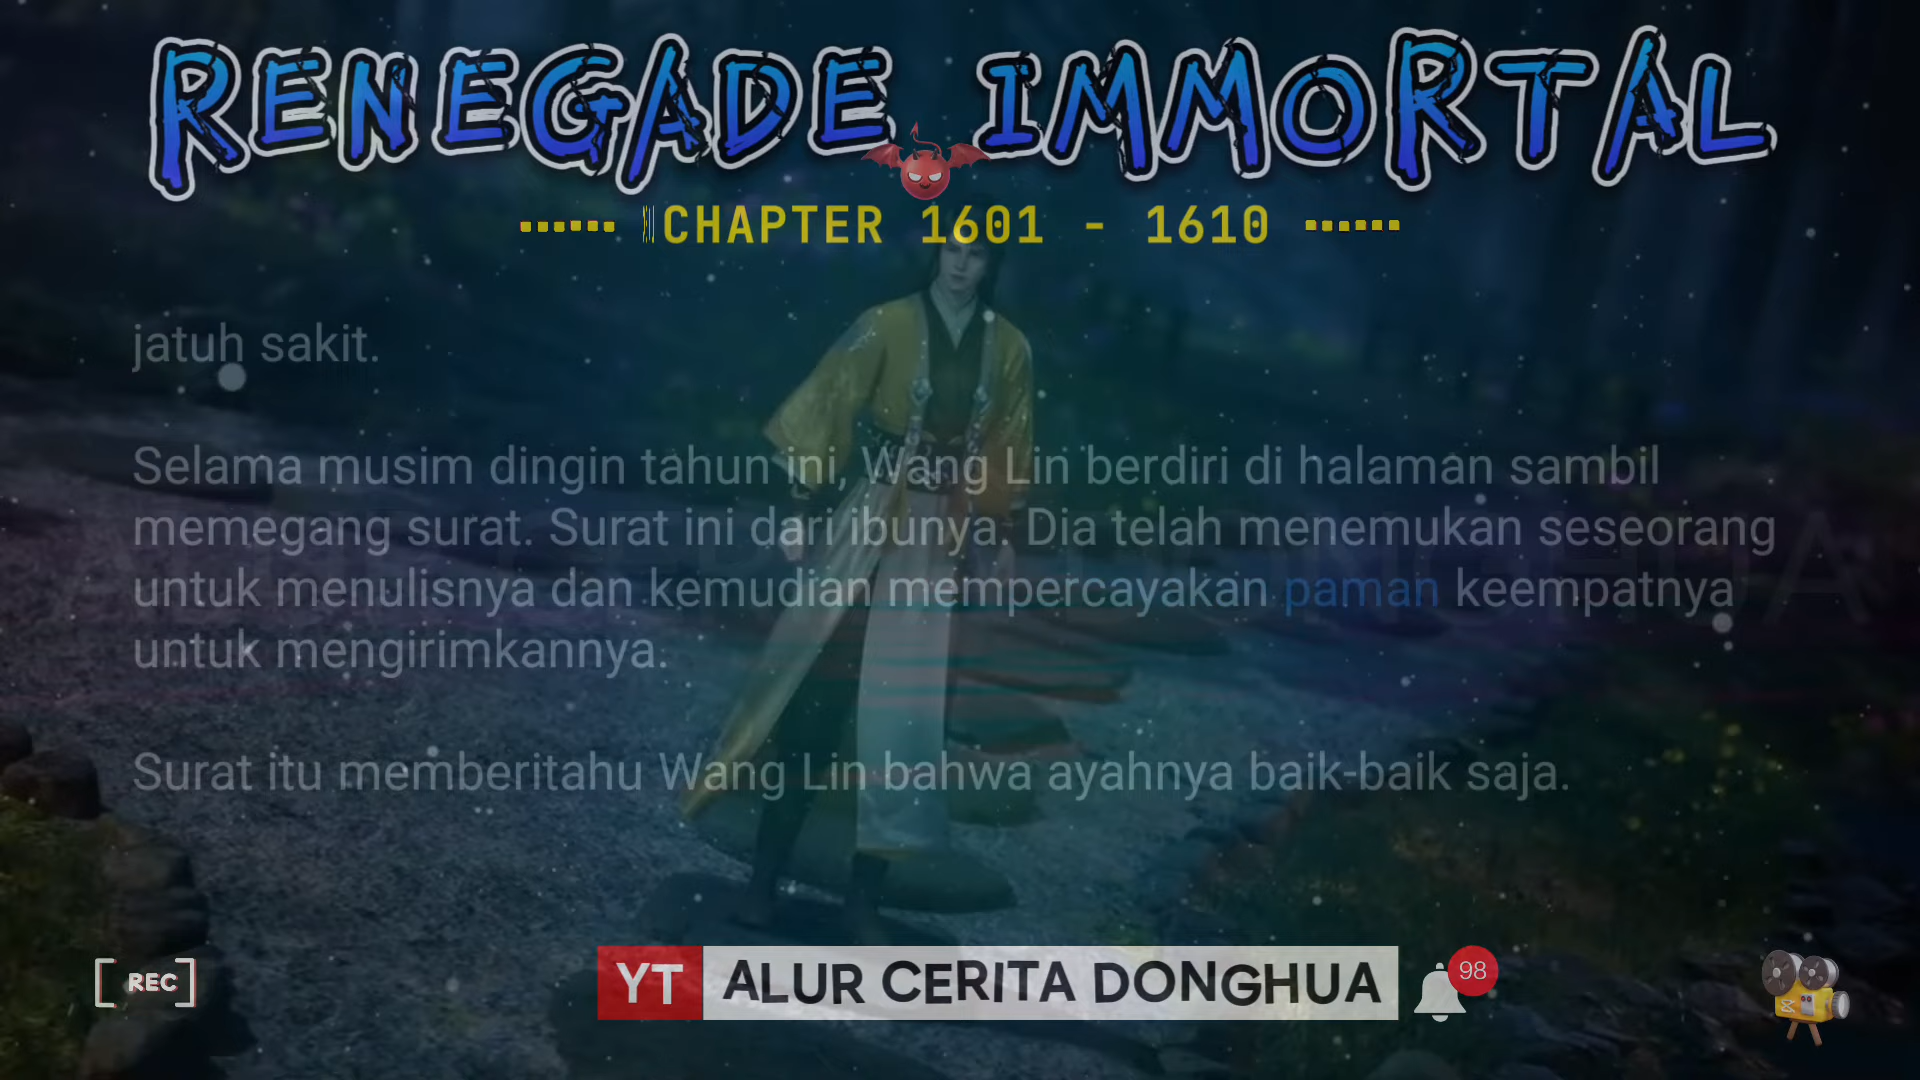 RENEGADE IMMORTAL
CHAPTER 1601 - 1610
jatuh sakit.
Selama musim dingin tahun ini, Wang Lin berdiri di halaman sambil
memegang surat. Surat ini dari ibunya. Dia telah menemukan seseorang
untuk menulisnya dan kemudian mempercayakan paman keempatnya
untuk mengirimkannya.
Surat itu memberitahu Wang Lin bahwa ayahnya baik-baik saja.
REC
YT ALUR CERITA DONGHUA
98